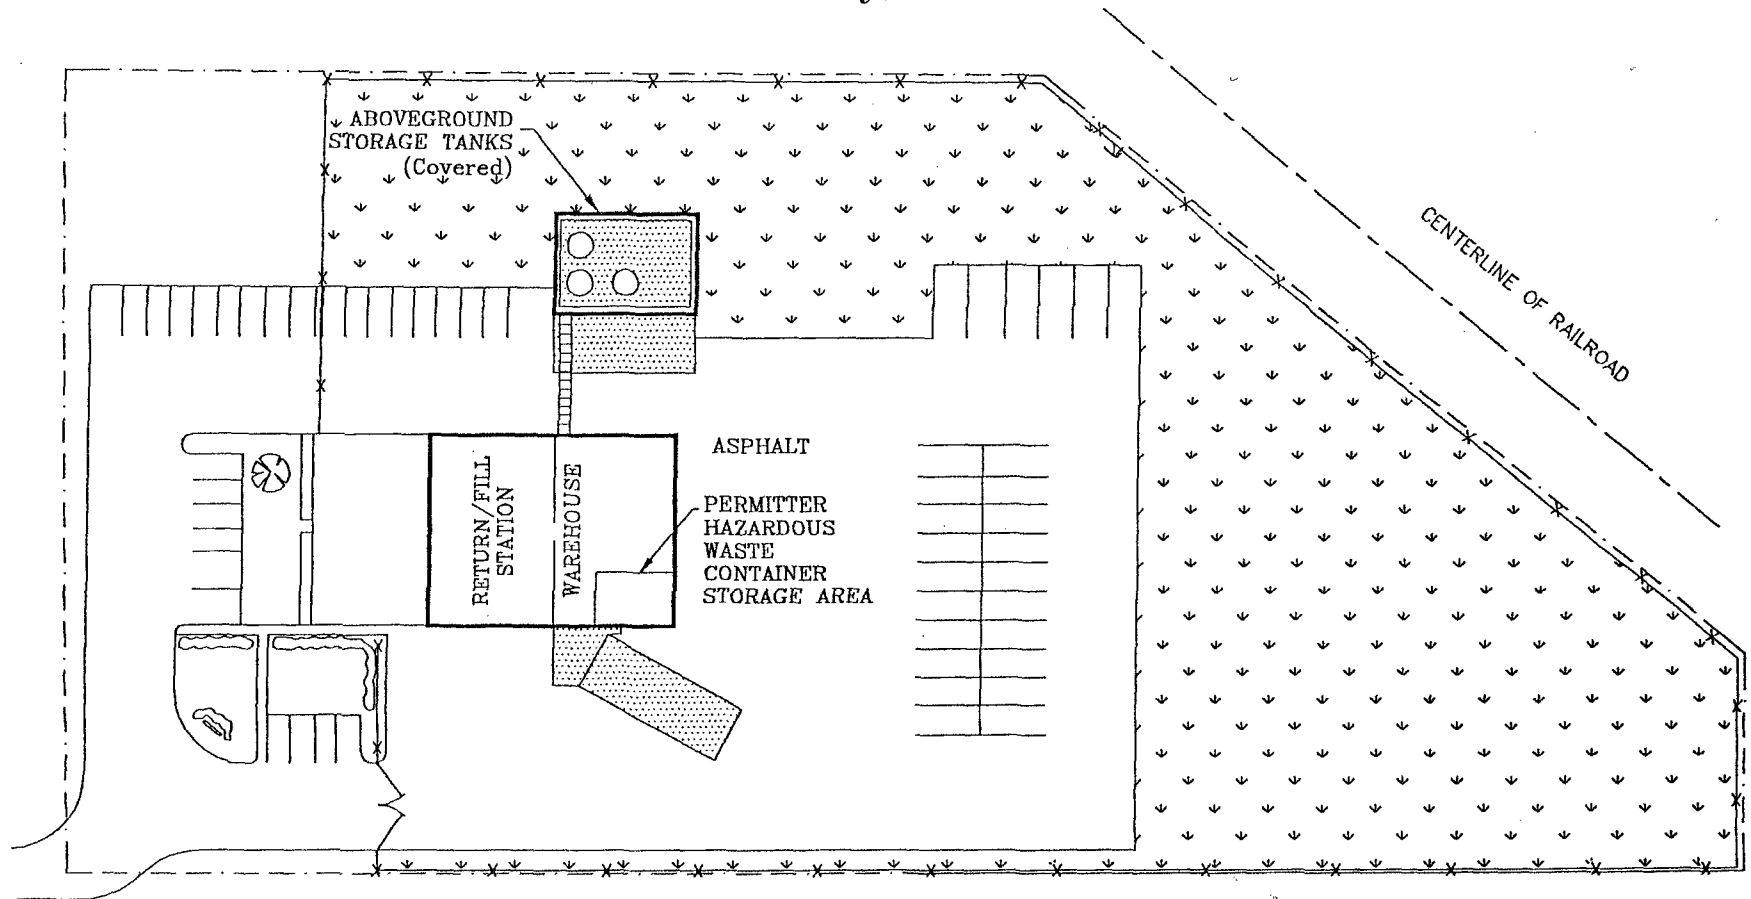 ABOVEGROUND
STORAGE TANKS
(Covered)
CENTERLINE OF RAILROAD
ASPHALT
RETURN/FILL
STATION
WAREHOUSE
PERMITTER
HAZARDOUS
WASTE
CONTAINER
STORAGE AREA